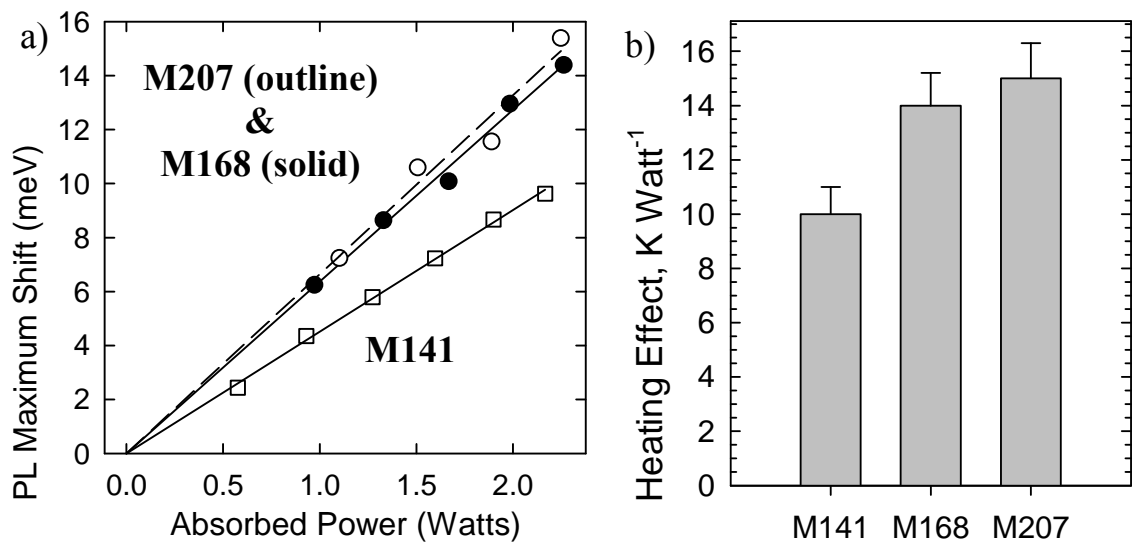 a)
16
14
12
10
8
6
4
2
0
PL Maximum Shift (meV)
M207 (outline)
&
M168 (solid)
M141
0.0 0.5 1.0 1.5 2.0
Absorbed Power (Watts)
b)
16
14
12
10
8
6
4
2
0
Heating Effect, K Watt⁻¹
M141 M168 M207